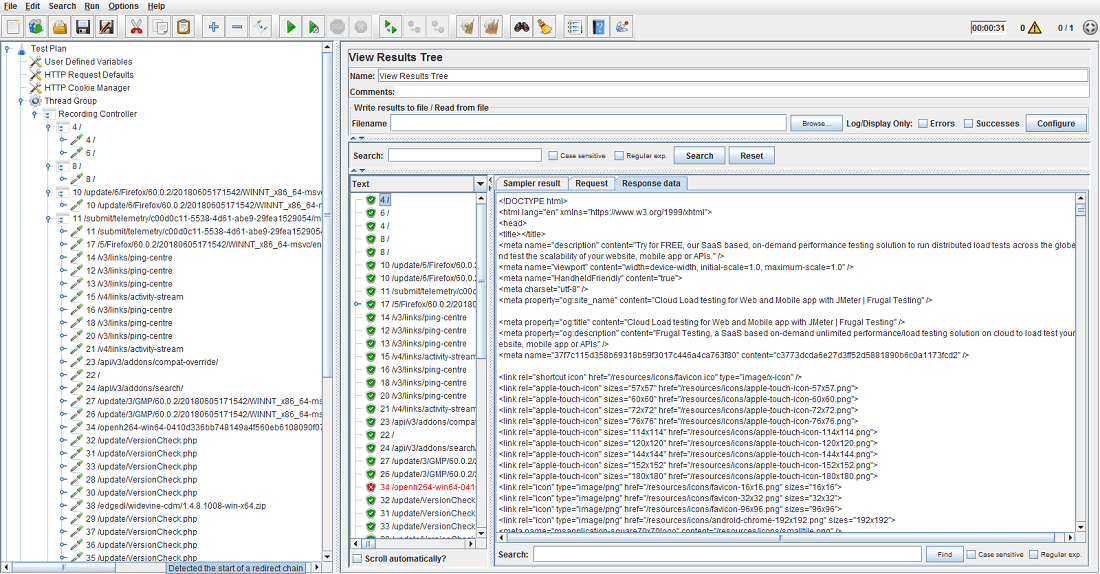 File Edit Search Run Options Help
00:00:31 0 0 / 1
Test Plan
User Defined Variables
HTTP Request Defaults
HTTP Cookie Manager
Thread Group
Recording Controller
4 /
4 /
6 /
8 /
8 /
10 /update/6/Firefox/60.0.2/20180605171542/WINNT_x86_64-msvc
10 /update/6/Firefox/60.0.2/20180605171542/WINNT_x86_64-
11 /submit/telemetry/c00d0c11-5538-4d61-abe9-29fea1529054/m
11 /submit/telemetry/c00d0c11-5538-4d61-abe9-29fea152905
17 /5/Firefox/60.0.2/20180605171542/WINNT_x86_64-msvc/en
14 /v3/links/ping-centre
12 /v3/links/ping-centre
13 /v3/links/ping-centre
15 /v4/links/activity-stream
16 /v3/links/ping-centre
18 /v3/links/ping-centre
20 /v3/links/ping-centre
21 /v4/links/activity-stream
23 /api/v3/addons/compat-override/
22 /
24 /api/v3/addons/search/
27 /update/3/GMP/60.0.2/20180605171542/WINNT_x86_64-ms
26 /update/3/GMP/60.0.2/20180605171542/WINNT_x86_64-ms
34 /openh264-win64-0410d336bb748149a4f560eb6108090f07
32 /update/VersionCheck.php
31 /update/VersionCheck.php
33 /update/VersionCheck.php
28 /update/VersionCheck.php
30 /update/VersionCheck.php
38 /edgedl/widevine-cdm/1.4.8.1008-win-x64.zip
29 /update/VersionCheck.php
37 /update/VersionCheck.php
36 /update/VersionCheck.php
35 /update/VersionCheck.php
Detected the start of a redirect chain
View Results Tree
Name: View Results Tree
Comments:
Write results to file / Read from file
Filename Browse... Log/Display Only: Errors Successes Configure
Search: Case sensitive Regular exp. Search Reset
Text
4 /
6 /
4 /
8 /
8 /
10 /update/6/Firefox/60.0.
10 /update/6/Firefox/60.0.
11 /submit/telemetry/c00d
17 /5/Firefox/60.0.2/20180
14 /v3/links/ping-centre
12 /v3/links/ping-centre
13 /v3/links/ping-centre
15 /v4/links/activity-stream
16 /v3/links/ping-centre
18 /v3/links/ping-centre
20 /v3/links/ping-centre
21 /v4/links/activity-stream
23 /api/v3/addons/compat
22 /
24 /api/v3/addons/search/
27 /update/3/GMP/60.0.2/
26 /update/3/GMP/60.0.2/
34 /openh264-win64-041
32 /update/VersionCheck
31 /update/VersionCheck
33 /update/VersionCheck
Scroll automatically?
Sampler result Request Response data
<!DOCTYPE html>
<html lang="en" xmlns="https://www.w3.org/1999/xhtml">
<head>
<title></title>
<meta name="description" content="Try for FREE, our SaaS based, on-demand performance testing solution to run distributed load tests across the globe
nd test the scalability of your website, mobile app or APIs." />
<meta name="viewport" content="width=device-width, initial-scale=1.0, maximum-scale=1.0" />
<meta name="HandheldFriendly" content="true">
<meta charset="utf-8" />
<meta property="og:site_name" content="Cloud Load testing for Web and Mobile app with JMeter | Frugal Testing" />
<meta property="og:title" content="Cloud Load testing for Web and Mobile app with JMeter | Frugal Testing" />
<meta property="og:description" content="Frugal Testing, a SaaS based on-demand unlimited performance/load testing solution on cloud to load test your
ebsite, mobile app or APIs" />
<meta name="37f7c115d358b69318b59f3017c446a4ca763f80" content="c3773dcda6e27d3ff52d5881890b6c0a1173fcd2" />
<link rel="shortcut icon" href="/resources/icons/favicon.ico" type="image/x-icon" />
<link rel="apple-touch-icon" sizes="57x57" href="/resources/icons/apple-touch-icon-57x57.png">
<link rel="apple-touch-icon" sizes="60x60" href="/resources/icons/apple-touch-icon-60x60.png">
<link rel="apple-touch-icon" sizes="72x72" href="/resources/icons/apple-touch-icon-72x72.png">
<link rel="apple-touch-icon" sizes="76x76" href="/resources/icons/apple-touch-icon-76x76.png">
<link rel="apple-touch-icon" sizes="114x114" href="/resources/icons/apple-touch-icon-114x114.png">
<link rel="apple-touch-icon" sizes="120x120" href="/resources/icons/apple-touch-icon-120x120.png">
<link rel="apple-touch-icon" sizes="144x144" href="/resources/icons/apple-touch-icon-144x144.png">
<link rel="apple-touch-icon" sizes="152x152" href="/resources/icons/apple-touch-icon-152x152.png">
<link rel="apple-touch-icon" sizes="180x180" href="/resources/icons/apple-touch-icon-180x180.png">
<link rel="icon" type="image/png" href="/resources/icons/favicon-16x16.png" sizes="16x16">
<link rel="icon" type="image/png" href="/resources/icons/favicon-32x32.png" sizes="32x32">
<link rel="icon" type="image/png" href="/resources/icons/favicon-96x96.png" sizes="96x96">
<link rel="icon" type="image/png" href="/resources/icons/android-chrome-192x192.png" sizes="192x192">
Search: Find Case sensitive Regular exp.